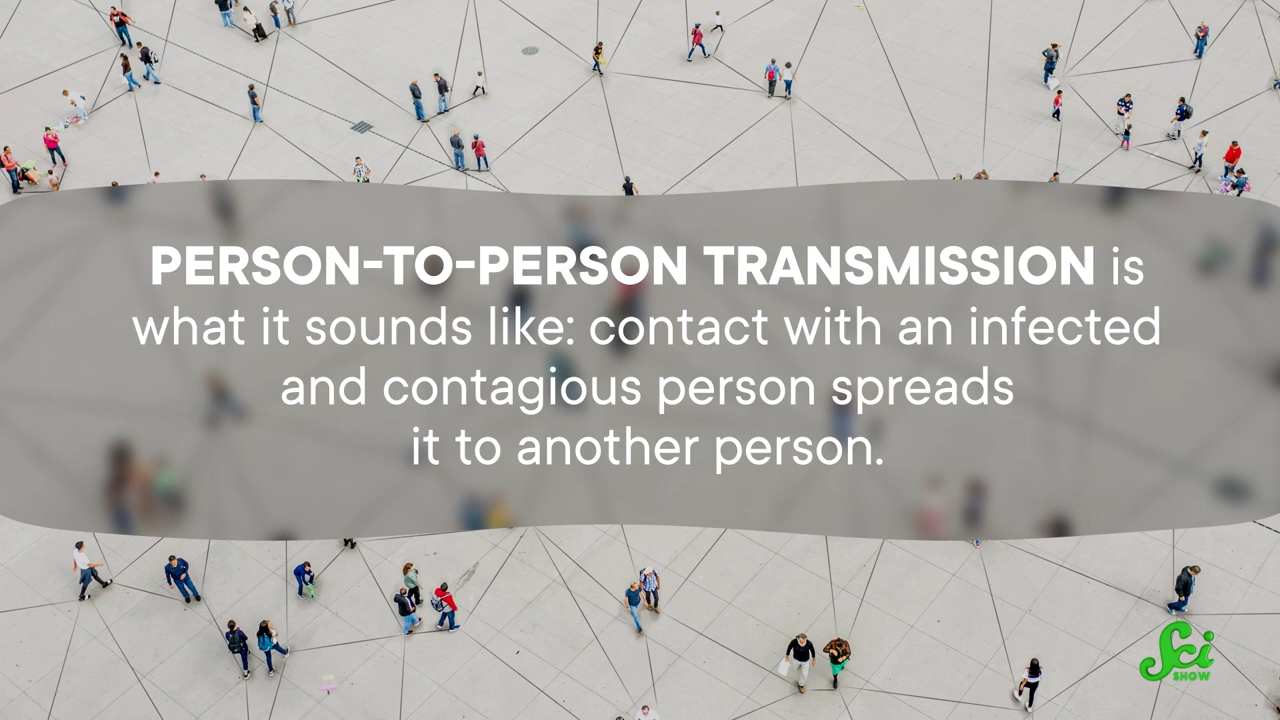 PERSON-TO-PERSON TRANSMISSION is
what it sounds like: contact with an infected
and contagious person spreads
it to another person.
Sci
SHOW